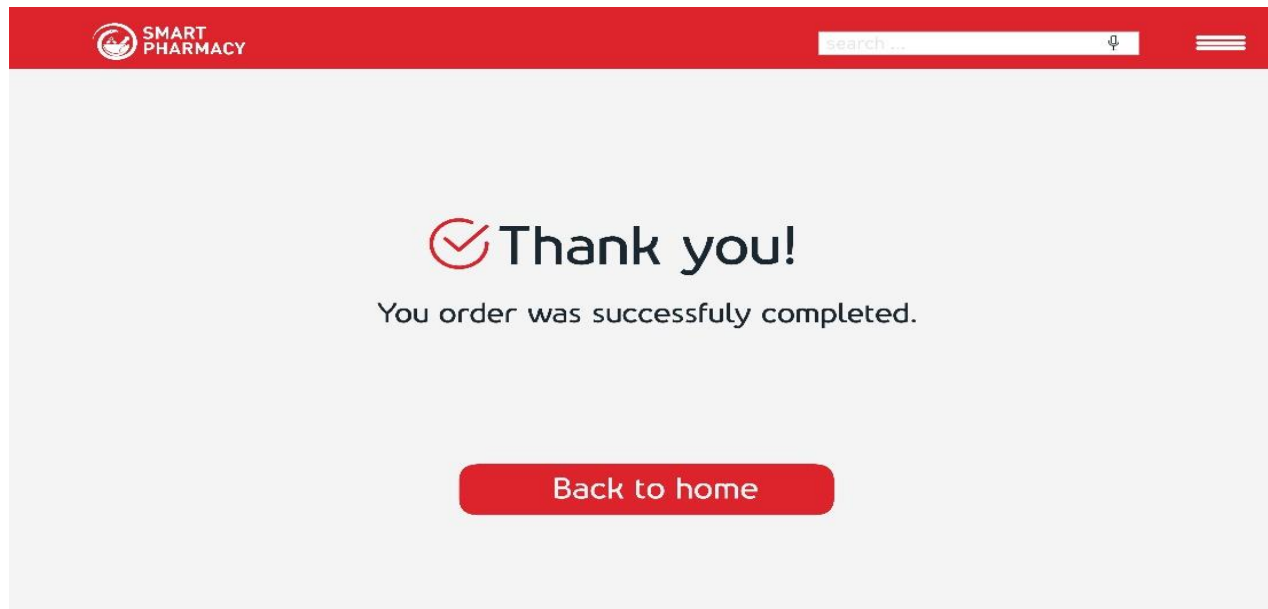 SMART
PHARMACY
search ...
Thank you!
You order was successfuly completed.
Back to home